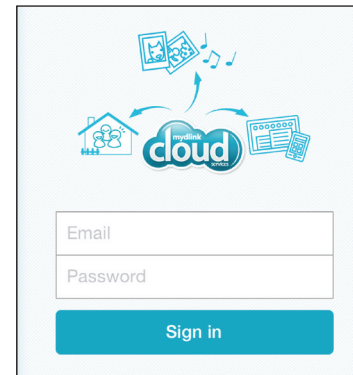 mydlink
cloud
SERVICES
Email
Password
Sign in